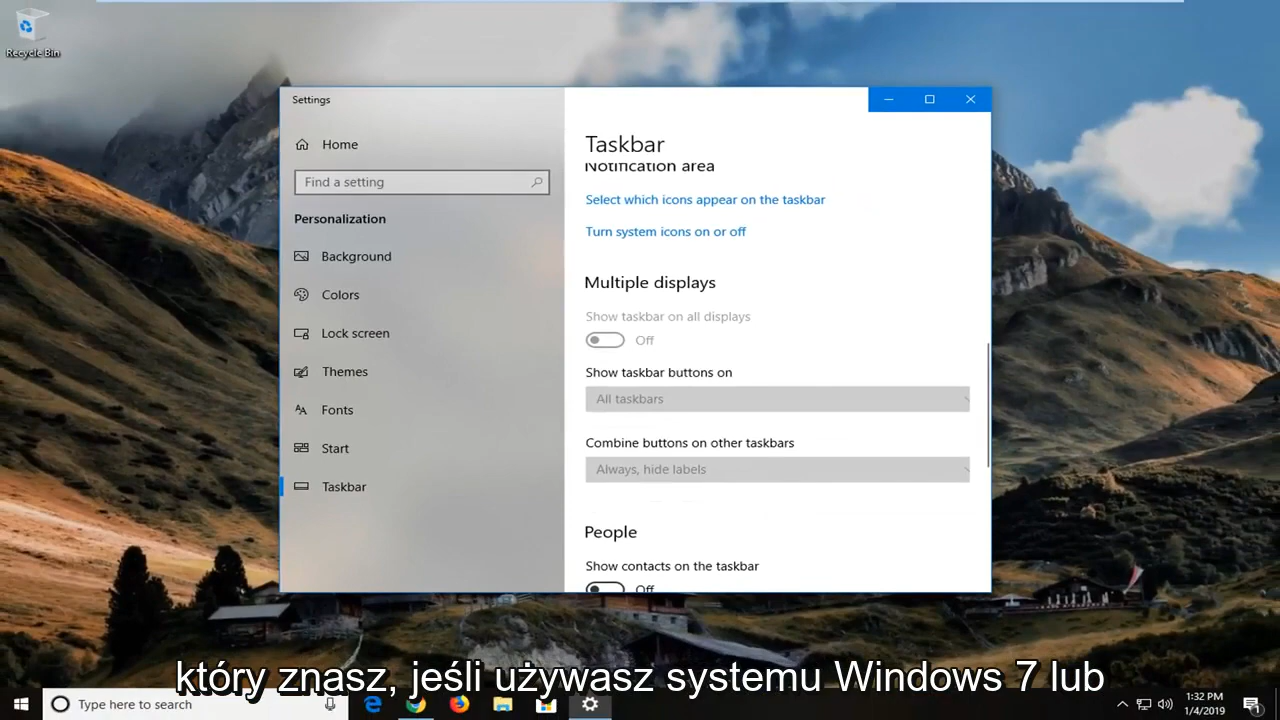 Recycle Bin
Settings
Home
Find a setting
Personalization
Background
Colors
Lock screen
Themes
Fonts
Start
Taskbar
Taskbar
Notification area
Select which icons appear on the taskbar
Turn system icons on or off
Multiple displays
Show taskbar on all displays
Off
Show taskbar buttons on
All taskbars
Combine buttons on other taskbars
Always, hide labels
People
Show contacts on the taskbar
Off
który znasz, jeśli używasz systemu Windows 7 lub
Type here to search
1:32 PM
1/4/2019
1